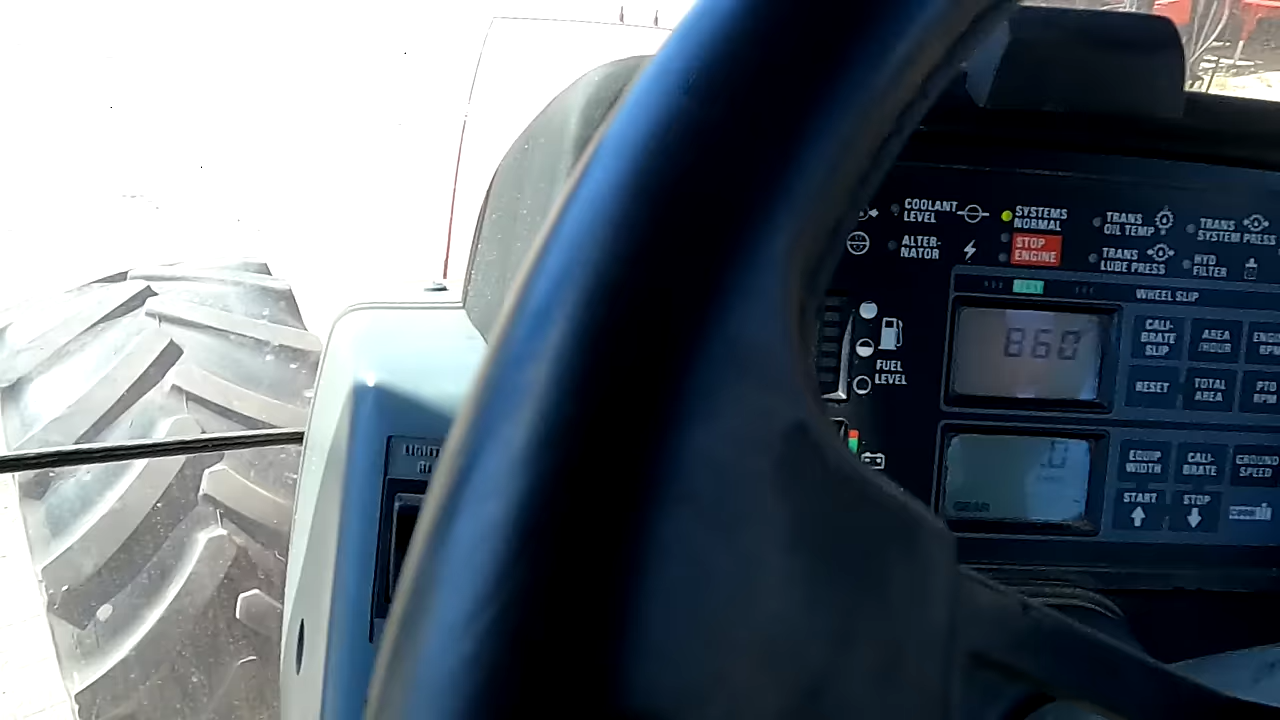 COOLANT
LEVEL
SYSTEMS
NORMAL
TRANS
OIL TEMP
TRANS
SYSTEM PRESS
ALTER-
NATOR
STOP
ENGINE
TRANS
LUBE PRESS
HYD
FILTER
WHEEL SLIP
860
CALI-
BRATE
SLIP
AREA
/HOUR
RESET
TOTAL
AREA
PTO
RPM
FUEL
LEVEL
.0
GEAR
EQUIP
WIDTH
CALI-
BRATE
GROUND
SPEED
START
STOP